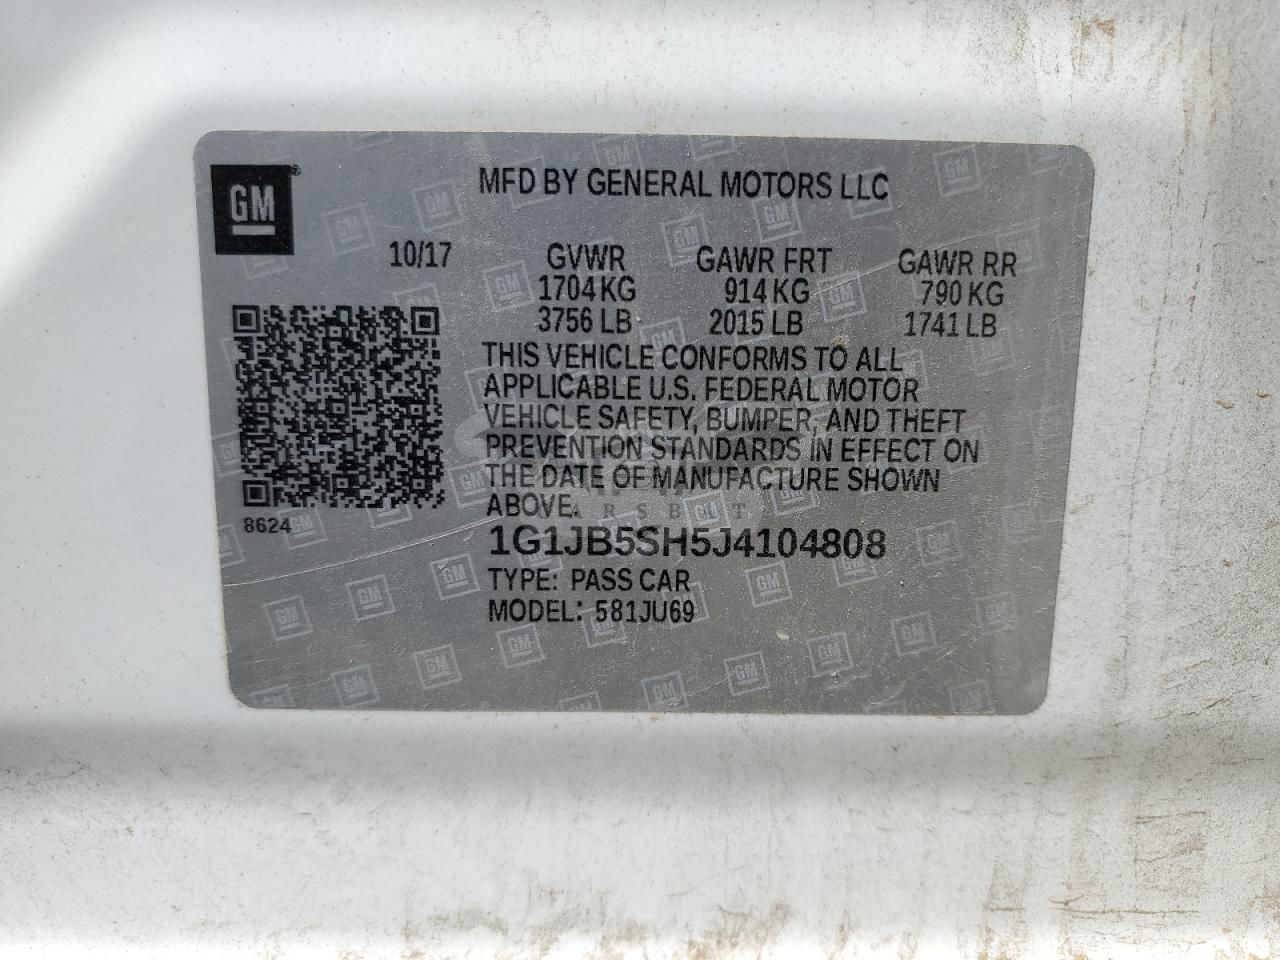 GM
MFD BY GENERAL MOTORS LLC
10/17 GVWR GAWR FRT GAWR RR
1704 KG 914 KG 790 KG
3756 LB 2015 LB 1741 LB
THIS VEHICLE CONFORMS TO ALL
APPLICABLE U.S. FEDERAL MOTOR
VEHICLE SAFETY, BUMPER, AND THEFT
PREVENTION STANDARDS IN EFFECT ON
THE DATE OF MANUFACTURE SHOWN
ABOVE.
8624
1G1JB5SH5J4104808
TYPE: PASS CAR
MODEL: 581JU69